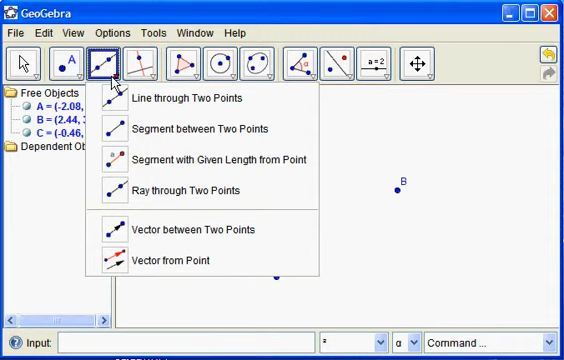 GeoGebra
File Edit View Options Tools Window Help
A
α
a = 2
Free Objects
A = (-2.08,
B = (2.44,
C = (-0.46,
Dependent Ob
Line through Two Points
Segment between Two Points
a
Segment with Given Length from Point
Ray through Two Points
Vector between Two Points
Vector from Point
B
Input:
²
α
Command ...